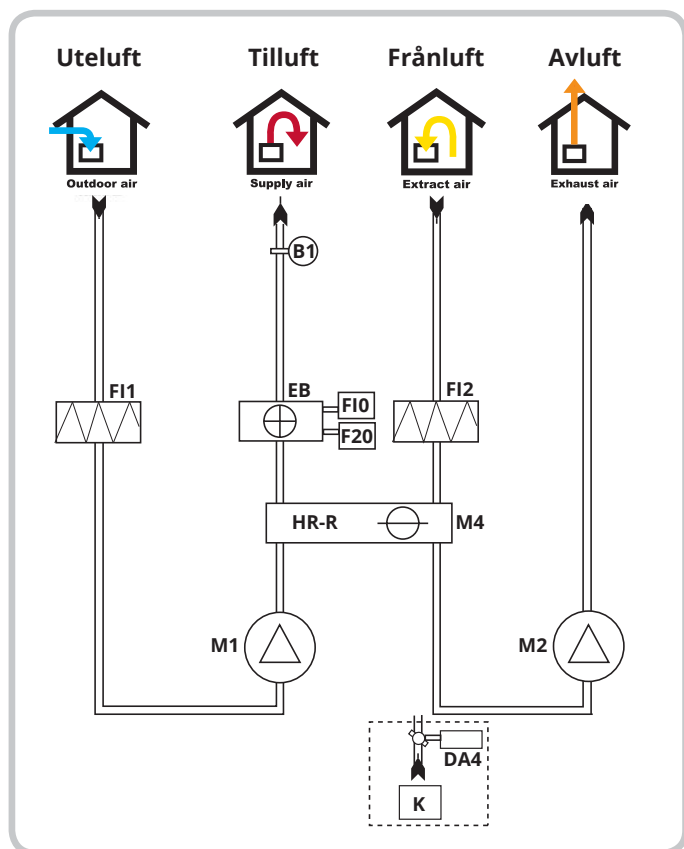 Uteluft Tilluft Frånluft Avluft
Outdoor air Supply air Extract air Exhaust air
B1
FI1 EB FI0 FI2
F20
HR-R M4
M1 M2
DA4
K